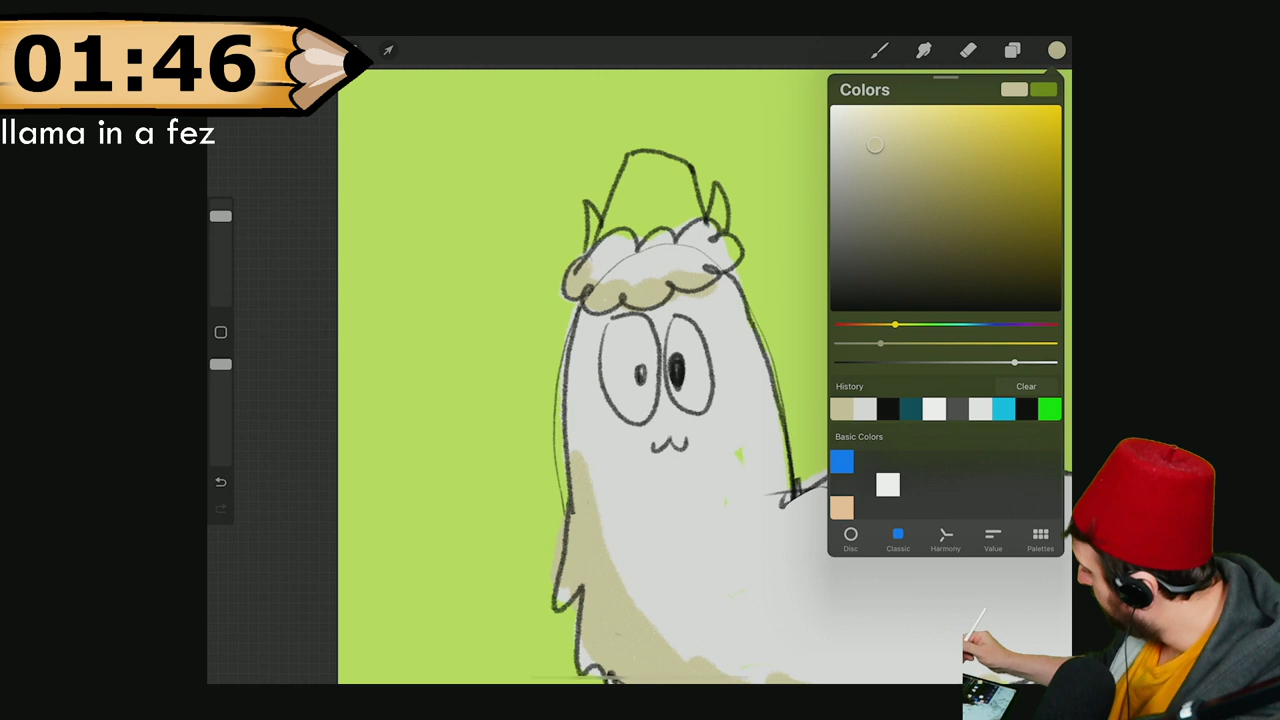 01:46
llama in a fez
Colors
History
Clear
Basic Colors
Disc
Classic
Harmony
Value
Palettes